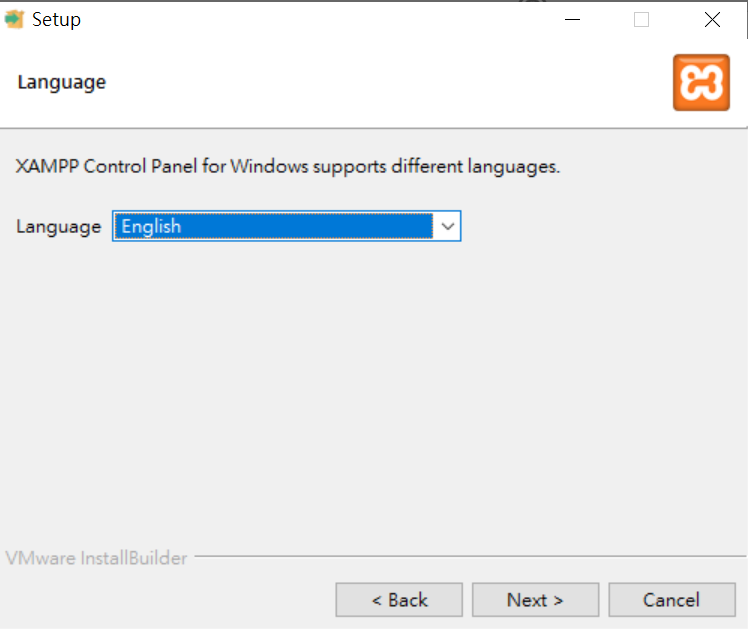 Setup
Language
XAMPP Control Panel for Windows supports different languages.
Language English
VMware InstallBuilder
< Back Next > Cancel